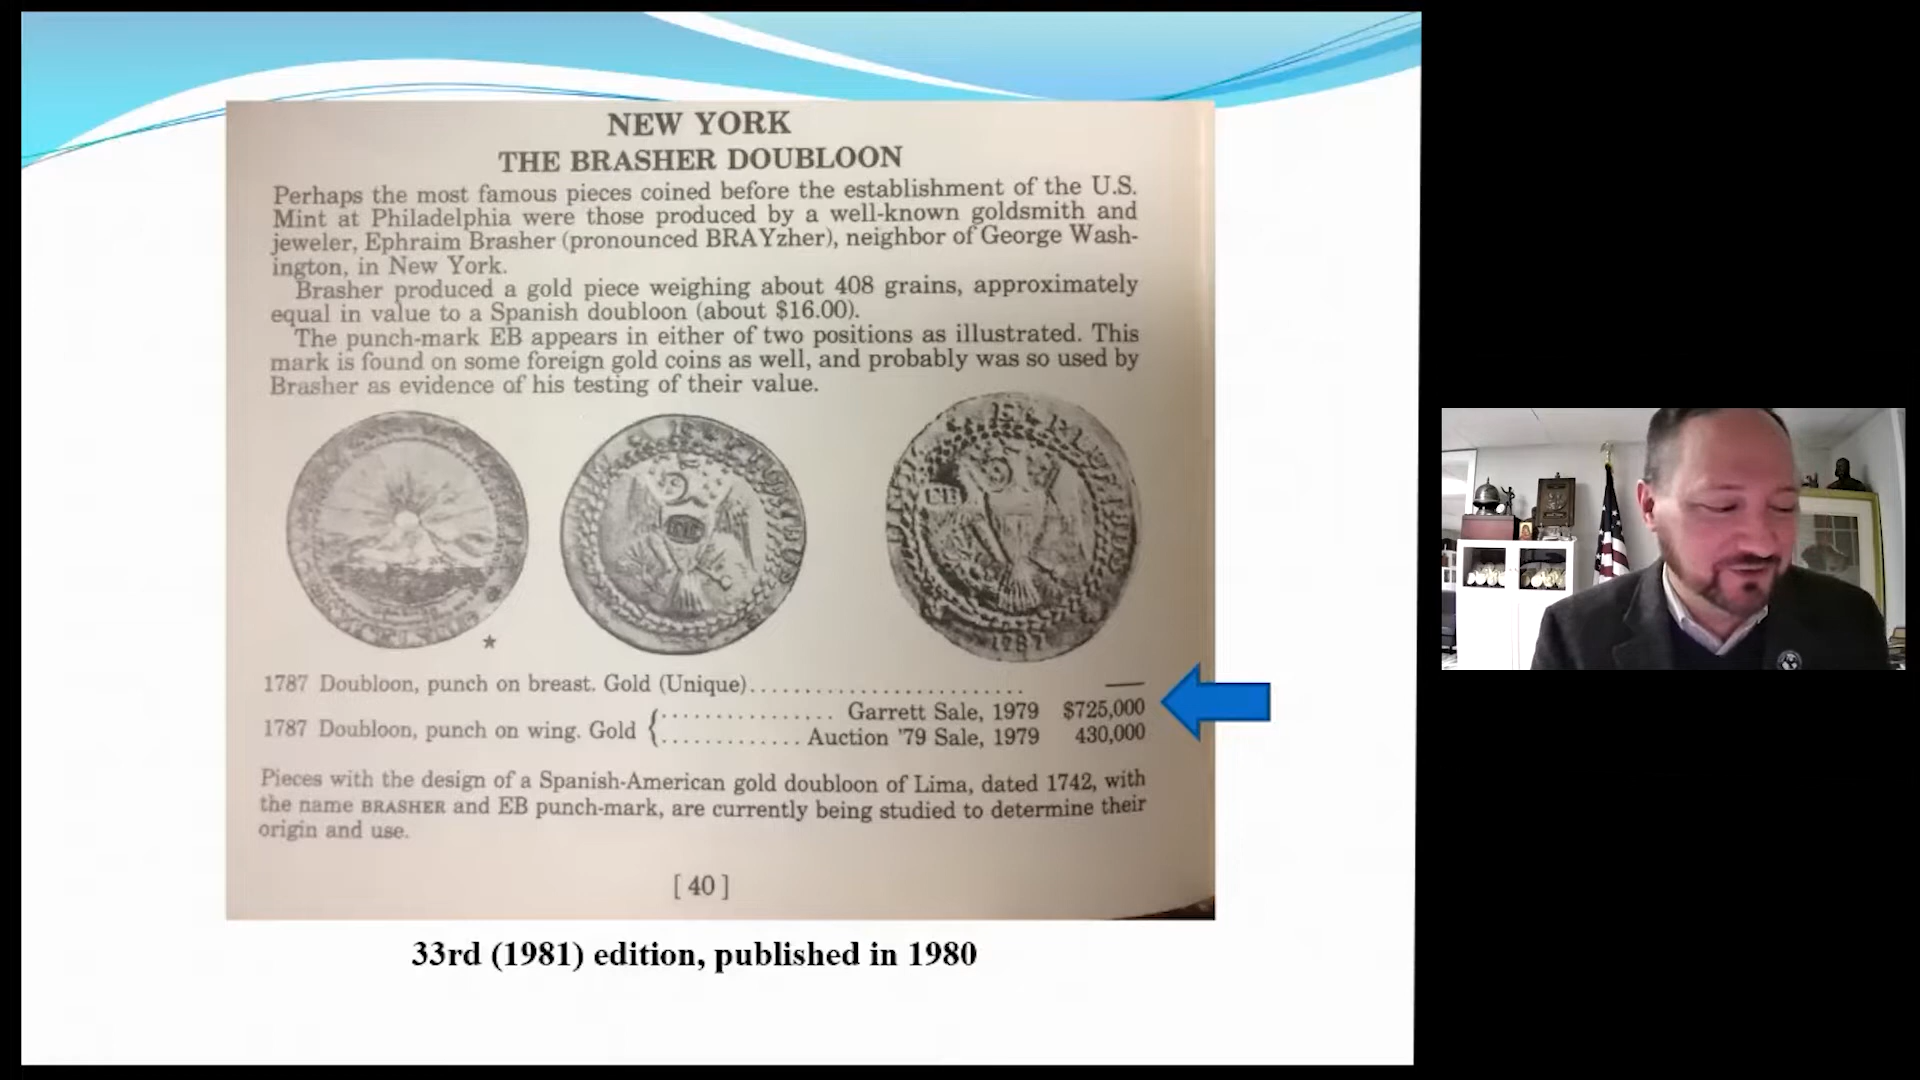 NEW YORK
THE BRASHER DOUBLOON
Perhaps the most famous pieces coined before the establishment of the U.S.
Mint at Philadelphia were those produced by a well-known goldsmith and
jeweler, Ephraim Brasher (pronounced BRAYzher), neighbor of George Wash-
ington, in New York.
Brasher produced a gold piece weighing about 408 grains, approximately
equal in value to a Spanish doubloon (about $16.00).
The punch-mark EB appears in either of two positions as illustrated. This
mark is found on some foreign gold coins as well, and probably was so used by
Brasher as evidence of his testing of their value.
EB
1787
1787 Doubloon, punch on breast. Gold (Unique)......................... ——
1787 Doubloon, punch on wing. Gold {................ Garrett Sale, 1979 $725,000
............. Auction '79 Sale, 1979 430,000
Pieces with the design of a Spanish-American gold doubloon of Lima, dated 1742, with
the name BRASHER and EB punch-mark, are currently being studied to determine their
origin and use.
[ 40 ]
33rd (1981) edition, published in 1980